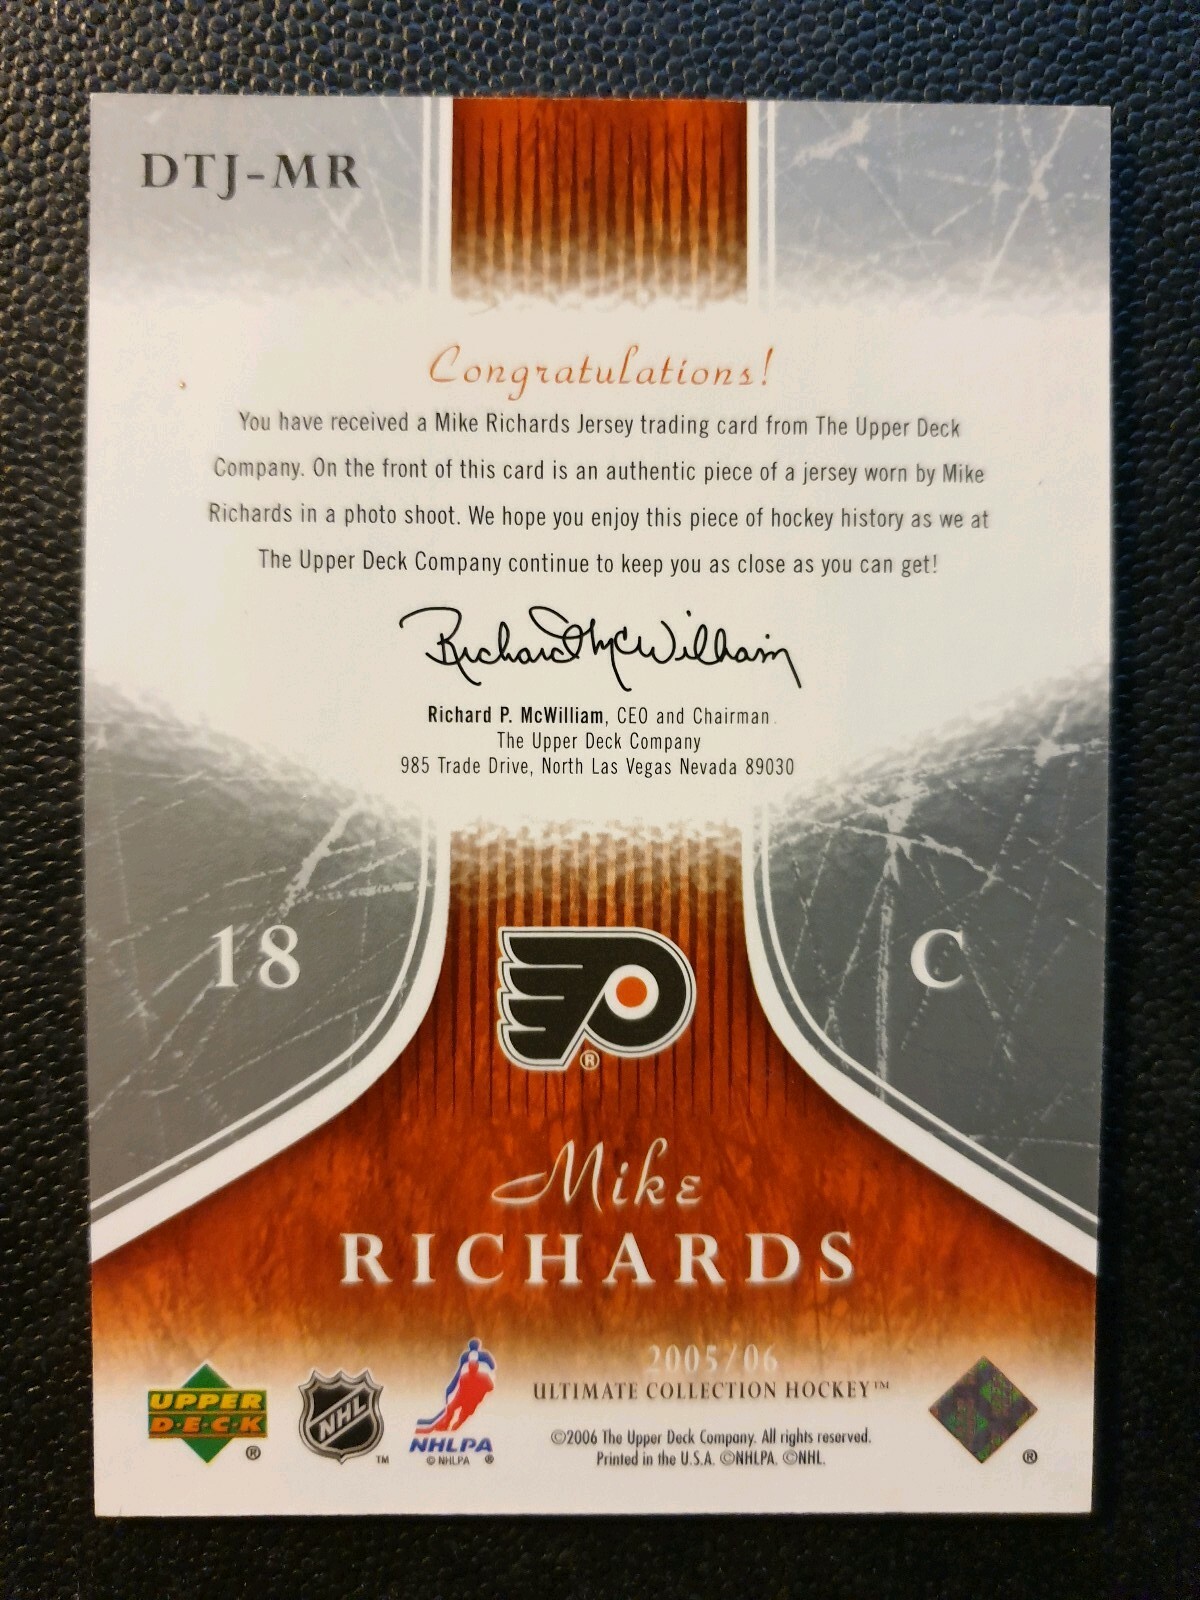 DTJ-MR
Congratulations!
You have received a Mike Richards Jersey trading card from The Upper Deck
Company. On the front of this card is an authentic piece of a jersey worn by Mike
Richards in a photo shoot. We hope you enjoy this piece of hockey history as we at
The Upper Deck Company continue to keep you as close as you can get!
Richard McWilliam
Richard P. McWilliam, CEO and Chairman
The Upper Deck Company
985 Trade Drive, North Las Vegas Nevada 89030
18
C
®
Mike
RICHARDS
2005/06
ULTIMATE COLLECTION HOCKEY™
UPPER
D·E·C·K
®
NHL
™
NHLPA
© NHLPA ®
©2006 The Upper Deck Company. All rights reserved.
Printed in the U.S.A. ©NHLPA. ©NHL.
®